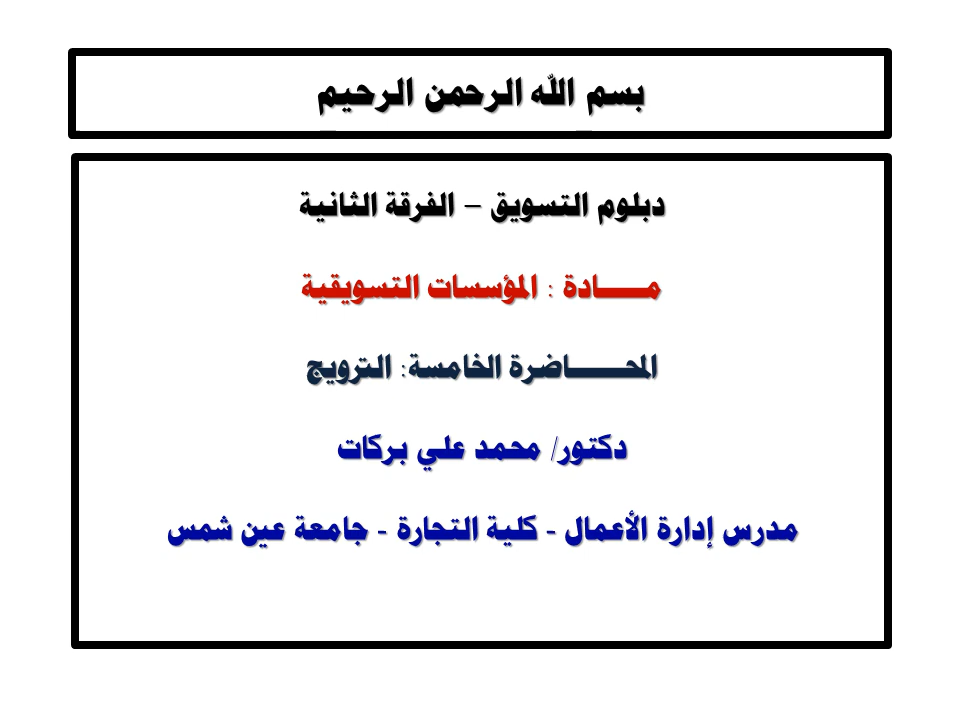 بسم الله الرحمن الرحيم
دبلوم التسويق – الفرقة الثانية
مـــــادة : المؤسسات التسويقية
المحـــــــاضرة الخامسة: الترويج
دكتور/ محمد علي بركات
مدرس إدارة الأعمال - كلية التجارة - جامعة عين شمس